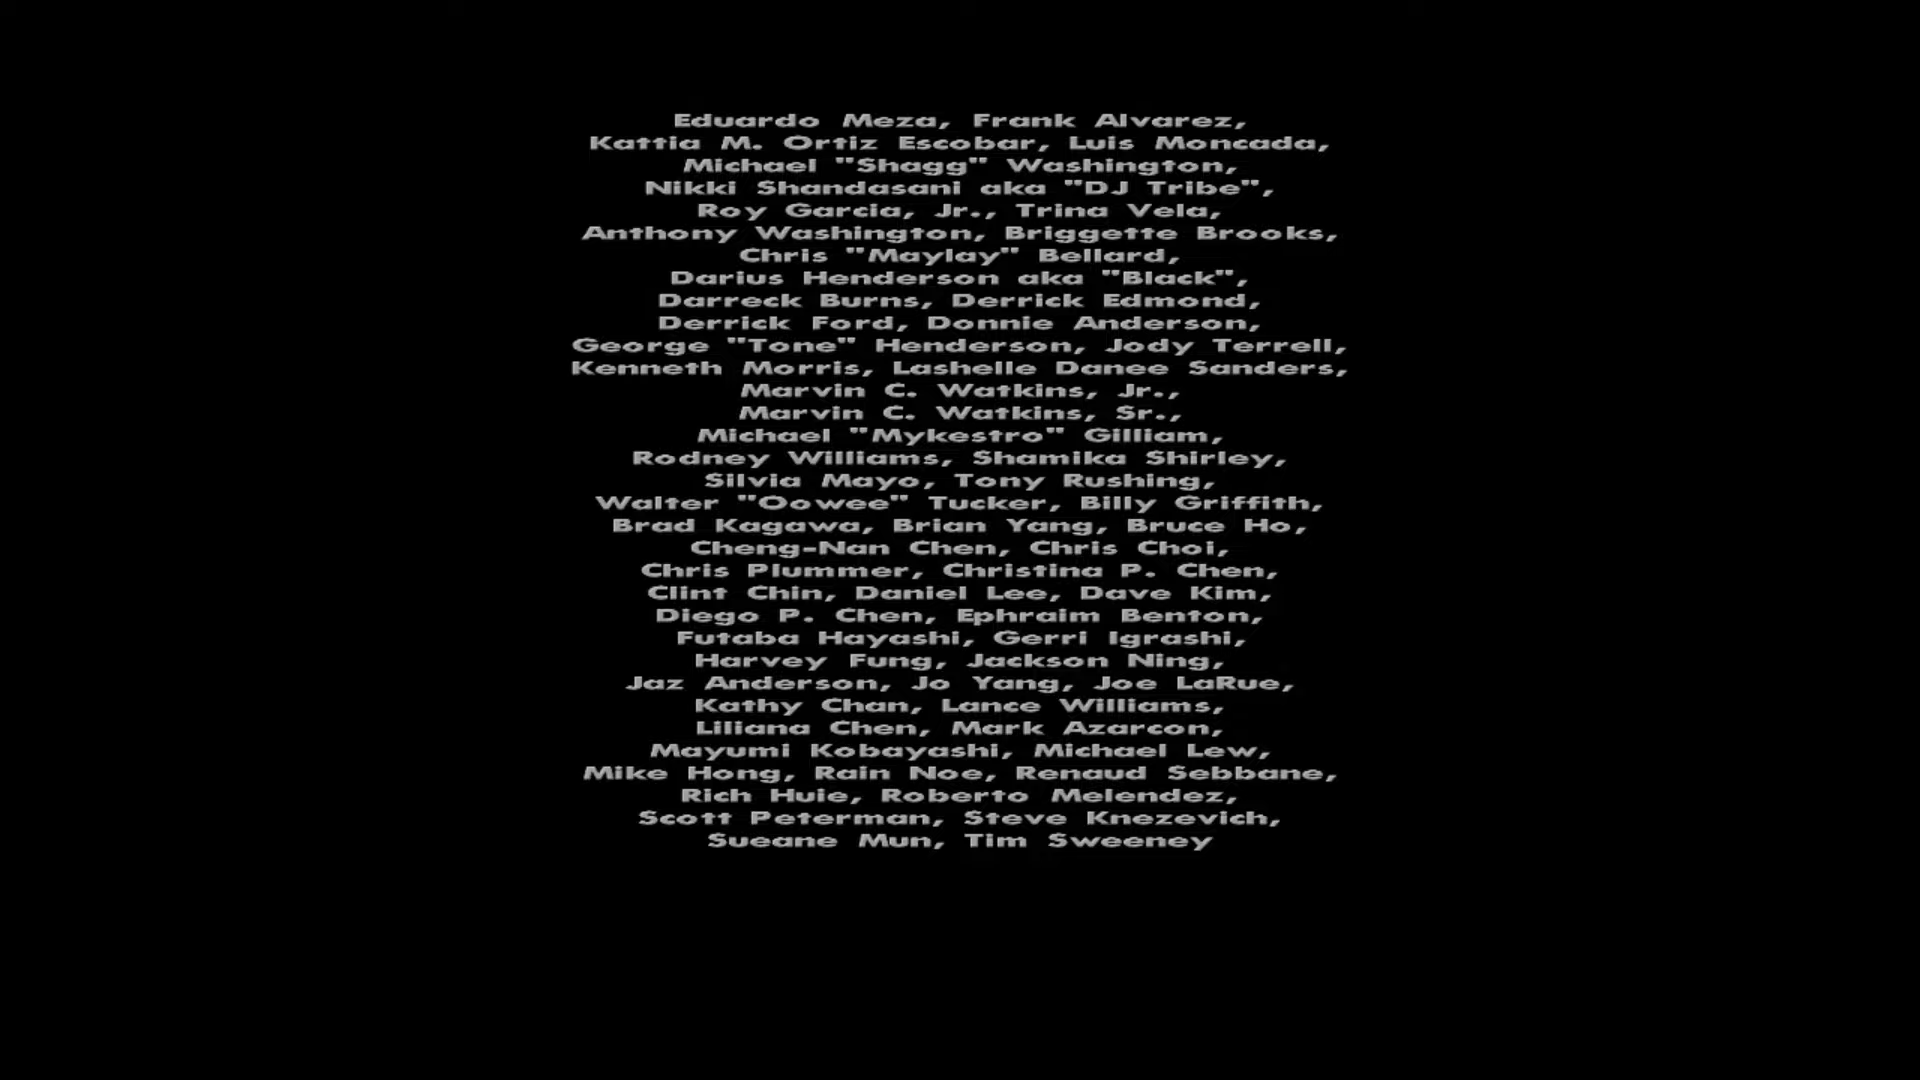 Eduardo Meza, Frank Alvarez,
Kattia M. Ortiz Escobar, Luis Moncada,
Michael "Shagg" Washington,
Nikki Shandasani aka "DJ Tribe",
Roy Garcia, Jr., Trina Vela,
Anthony Washington, Briggette Brooks,
Chris "Maylay" Bellard,
Darius Henderson aka "Black",
Darreck Burns, Derrick Edmond,
Derrick Ford, Donnie Anderson,
George "Tone" Henderson, Jody Terrell,
Kenneth Morris, Lashelle Danee Sanders,
Marvin C. Watkins, Jr.,
Marvin C. Watkins, Sr.,
Michael "Mykestro" Gilliam,
Rodney Williams, Shamika Shirley,
Silvia Mayo, Tony Rushing,
Walter "Oowee" Tucker, Billy Griffith,
Brad Kagawa, Brian Yang, Bruce Ho,
Cheng-Nan Chen, Chris Choi,
Chris Plummer, Christina P. Chen,
Clint Chin, Daniel Lee, Dave Kim,
Diego P. Chen, Ephraim Benton,
Futaba Hayashi, Gerri Igrashi,
Harvey Fung, Jackson Ning,
Jaz Anderson, Jo Yang, Joe LaRue,
Kathy Chan, Lance Williams,
Liliana Chen, Mark Azarcon,
Mayumi Kobayashi, Michael Lew,
Mike Hong, Rain Noe, Renaud Sebbane,
Rich Huie, Roberto Melendez,
Scott Peterman, Steve Knezevich,
Sueane Mun, Tim Sweeney